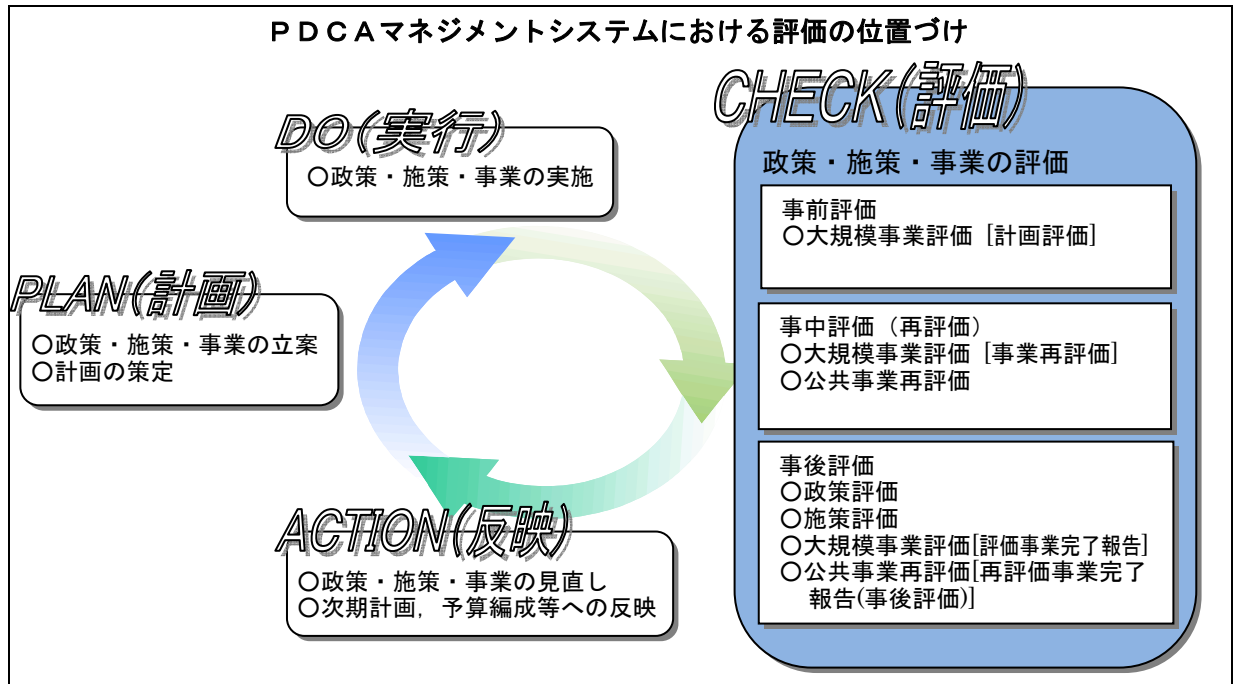 ＰＤＣＡマネジメントシステムにおける評価の位置づけ
PLAN(計画)
○政策・施策・事業の立案
○計画の策定
DO(実行)
○政策・施策・事業の実施
CHECK(評価)
政策・施策・事業の評価
事前評価
○大規模事業評価［計画評価］
事中評価（再評価）
○大規模事業評価［事業再評価］
○公共事業再評価
事後評価
○政策評価
○施策評価
○大規模事業評価[評価事業完了報告]
○公共事業再評価[再評価事業完了
報告(事後評価)]
ACTION(反映)
○政策・施策・事業の見直し
○次期計画，予算編成等への反映